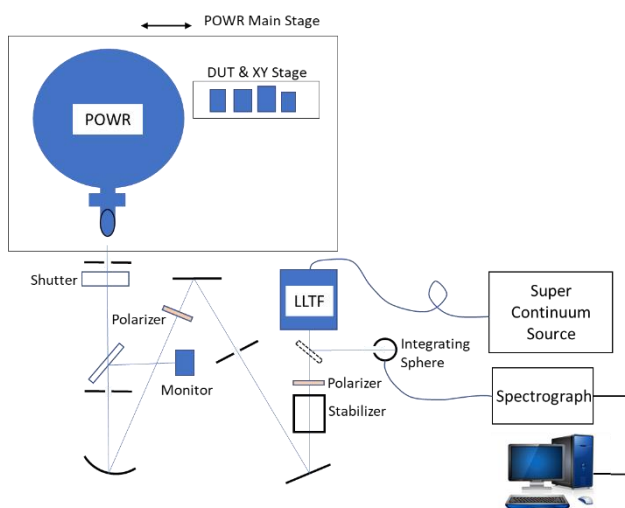 POWR Main Stage
DUT & XY Stage
POWR
Shutter
Polarizer
Monitor
LLTF
Integrating
Sphere
Polarizer
Stabilizer
Super
Continuum
Source
Spectrograph